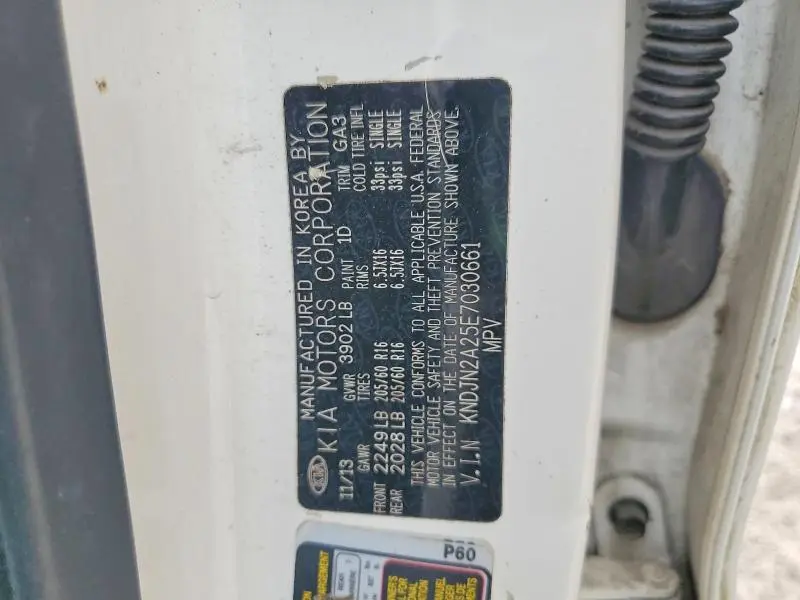 MANUFACTURED IN KOREA BY
KIA KIA MOTORS CORPORATION
11/13 GVWR 3902 LB PAINT 1D TRIM GA3
GAWR TIRES RIMS COLD TIRE INFL
FRONT 2249 LB 205/60 R16 6.5JX16 33psi SINGLE
REAR 2028 LB 205/60 R16 6.5JX16 33psi SINGLE
THIS VEHICLE CONFORMS TO ALL APPLICABLE U.S.A. FEDERAL
MOTOR VEHICLE SAFETY AND THEFT PREVENTION STANDARDS
IN EFFECT ON THE DATE OF MANUFACTURE SHOWN ABOVE.
V.I.N KNDJN2A25E7030661
MPV
P60